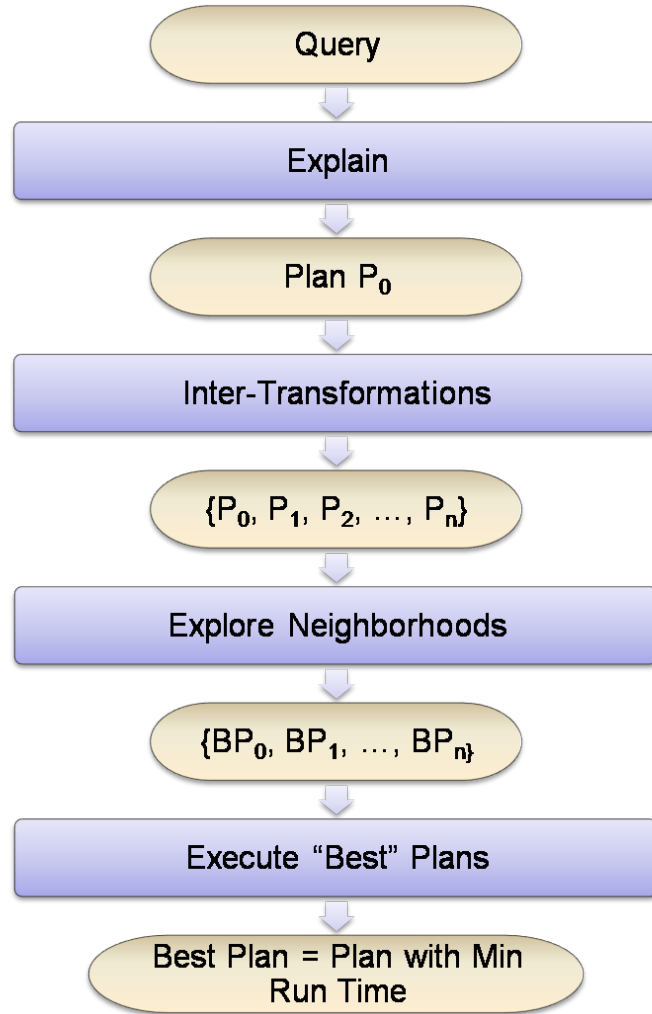 Query
Explain
Plan P₀
Inter-Transformations
{P₀, P₁, P₂, ..., Pₙ}
Explore Neighborhoods
{BP₀, BP₁, ..., BPₙ}
Execute “Best” Plans
Best Plan = Plan with Min
Run Time